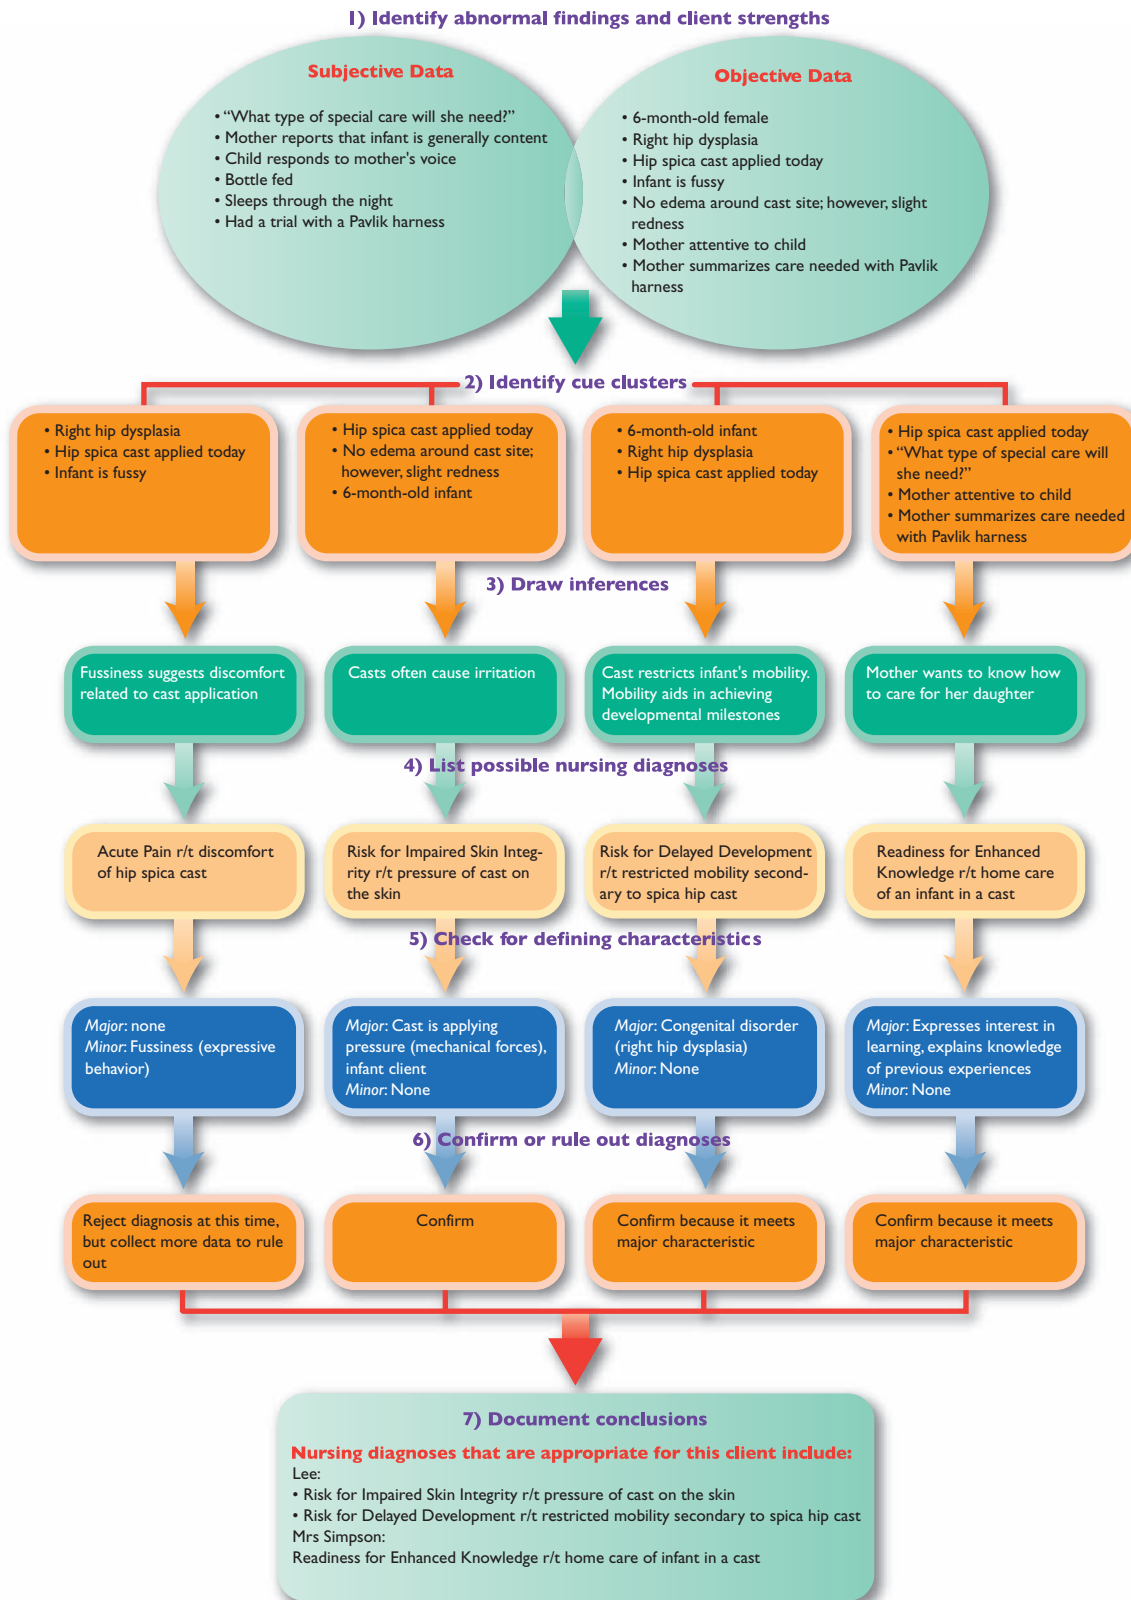 1) Identify abnormal findings and client strengths
Subjective Data
• “What type of special care will she need?”
• Mother reports that infant is generally content
• Child responds to mother's voice
• Bottle fed
• Sleeps through the night
• Had a trial with a Pavlik harness
Objective Data
• 6-month-old female
• Right hip dysplasia
• Hip spica cast applied today
• Infant is fussy
• No edema around cast site; however, slight
redness
• Mother attentive to child
• Mother summarizes care needed with Pavlik
harness
2) Identify cue clusters
• Right hip dysplasia
• Hip spica cast applied today
• Infant is fussy
• Hip spica cast applied today
• No edema around cast site;
however, slight redness
• 6-month-old infant
• 6-month-old infant
• Right hip dysplasia
• Hip spica cast applied today
• Hip spica cast applied today
• “What type of special care will
she need?”
• Mother attentive to child
• Mother summarizes care needed
with Pavlik harness
3) Draw inferences
Fussiness suggests discomfort
related to cast application
Casts often cause irritation
Cast restricts infant's mobility.
Mobility aids in achieving
developmental milestones
Mother wants to know how
to care for her daughter
4) List possible nursing diagnoses
Acute Pain r/t discomfort
of hip spica cast
Risk for Impaired Skin Integ-
rity r/t pressure of cast on
the skin
Risk for Delayed Development
r/t restricted mobility second-
ary to spica hip cast
Readiness for Enhanced
Knowledge r/t home care
of an infant in a cast
5) Check for defining characteristics
Major: none
Minor: Fussiness (expressive
behavior)
Major: Cast is applying
pressure (mechanical forces),
infant client
Minor: None
Major: Congenital disorder
(right hip dysplasia)
Minor: None
Major: Expresses interest in
learning, explains knowledge
of previous experiences
Minor: None
6) Confirm or rule out diagnoses
Reject diagnosis at this time,
but collect more data to rule
out
Confirm
Confirm because it meets
major characteristic
Confirm because it meets
major characteristic
7) Document conclusions
Nursing diagnoses that are appropriate for this client include:
Lee:
• Risk for Impaired Skin Integrity r/t pressure of cast on the skin
• Risk for Delayed Development r/t restricted mobility secondary to spica hip cast
Mrs Simpson:
Readiness for Enhanced Knowledge r/t home care of infant in a cast